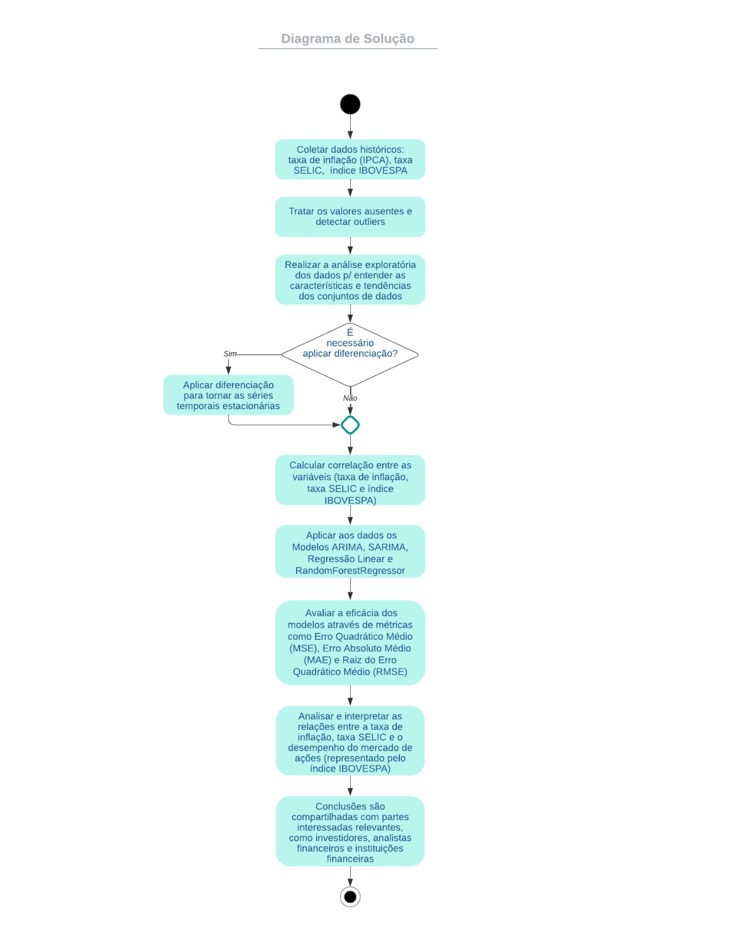 Diagrama de Solução
Coletar dados históricos:
taxa de inflação (IPCA), taxa
SELIC, índice IBOVESPA
Tratar os valores ausentes e
detectar outliers
Realizar a análise exploratória
dos dados p/ entender as
características e tendências
dos conjuntos de dados
É
necessário
aplicar diferenciação?
Sim
Aplicar diferenciação
para tornar as séries
temporais estacionárias
Não
Calcular correlação entre as
variáveis (taxa de inflação,
taxa SELIC e índice
IBOVESPA)
Aplicar aos dados os
Modelos ARIMA, SARIMA,
Regressão Linear e
RandomForestRegressor
Avaliar a eficácia dos
modelos através de métricas
como Erro Quadrático Médio
(MSE), Erro Absoluto Médio
(MAE) e Raiz do Erro
Quadrático Médio (RMSE)
Analisar e interpretar as
relações entre a taxa de
inflação, taxa SELIC e o
desempenho do mercado de
ações (representado pelo
índice IBOVESPA)
Conclusões são
compartilhadas com partes
interessadas relevantes,
como investidores, analistas
financeiros e instituições
financeiras